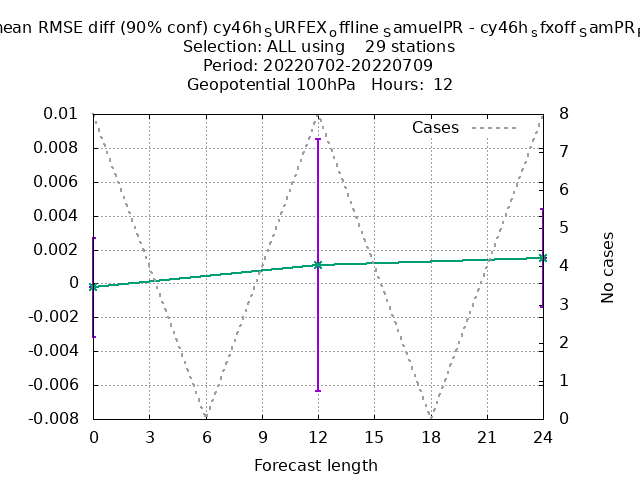 nean RMSE diff (90% conf) cy46h_SURFEX_offline_SamuelPR - cy46h_sfxoff_SamPR
Selection: ALL using 29 stations
Period: 20220702-20220709
Geopotential 100hPa Hours: 12
Cases
0.01
0.008
0.006
0.004
0.002
0
-0.002
-0.004
-0.006
-0.008
8
7
6
5
4
3
2
1
0
No cases
0 3 6 9 12 15 18 21 24
Forecast length